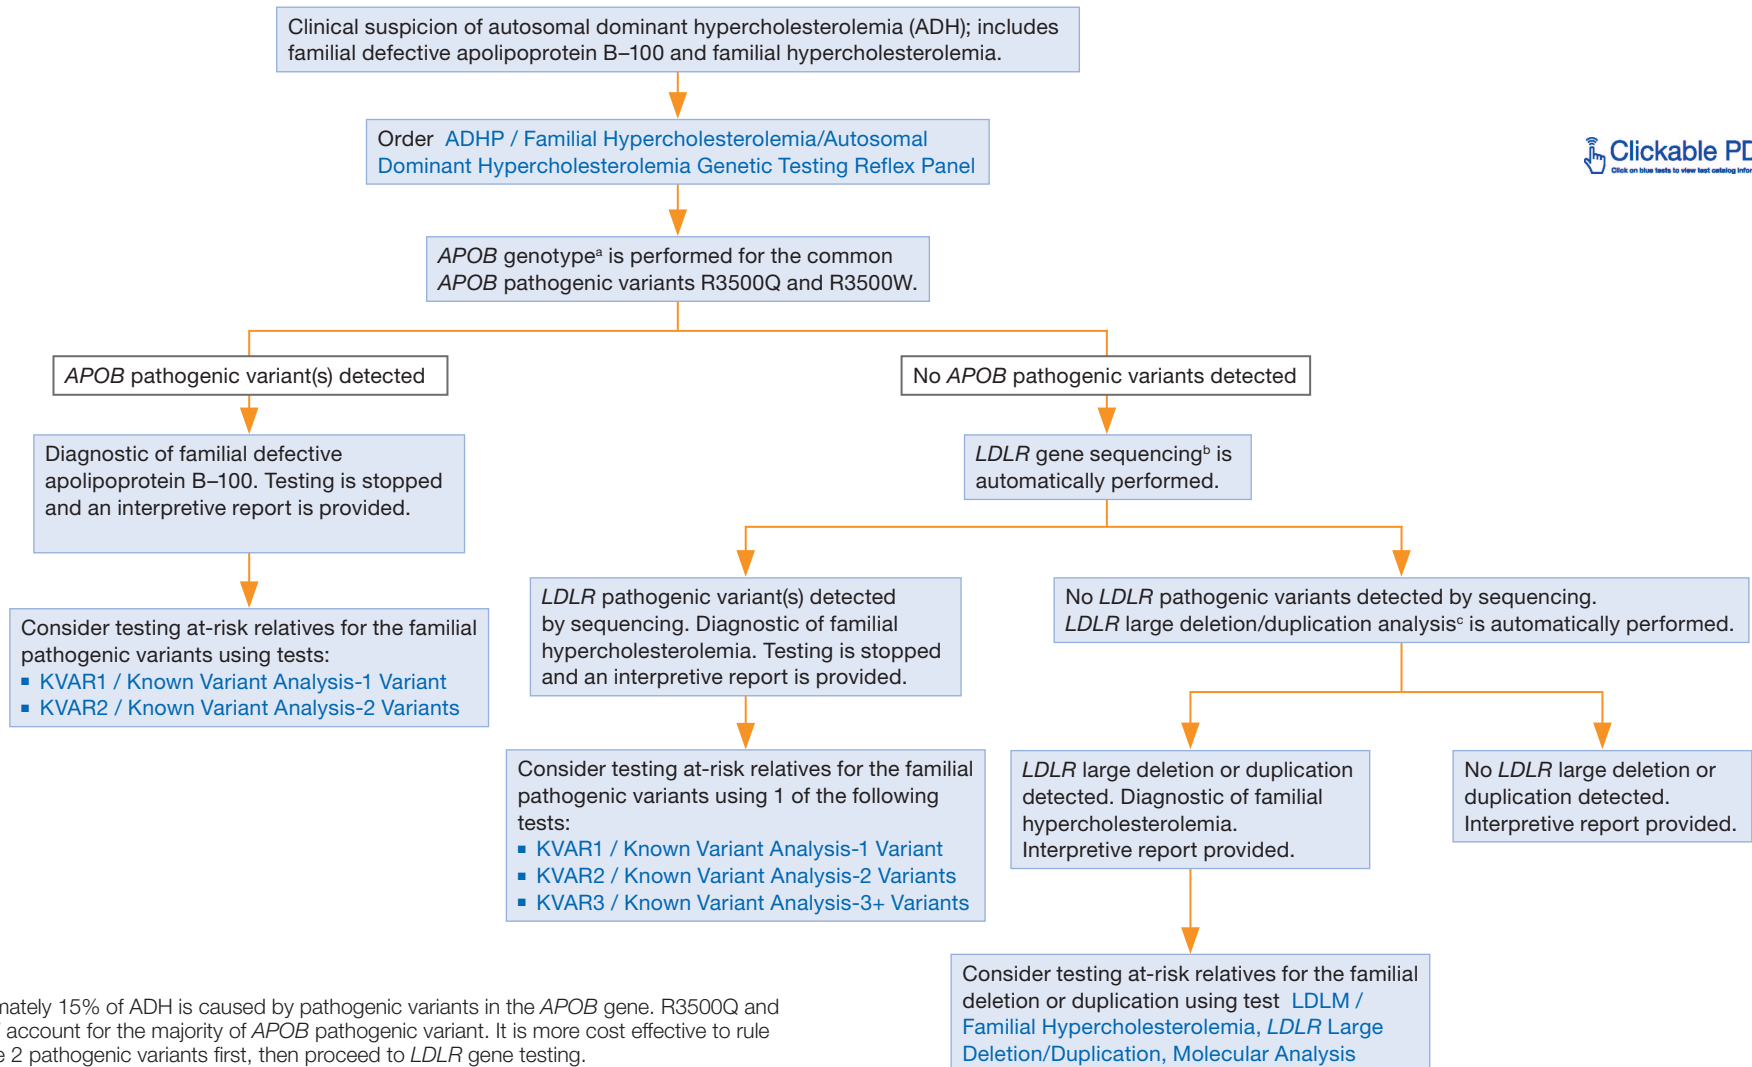 Clinical suspicion of autosomal dominant hypercholesterolemia (ADH); includes
familial defective apolipoprotein B–100 and familial hypercholesterolemia.
Order ADHP / Familial Hypercholesterolemia/Autosomal
Dominant Hypercholesterolemia Genetic Testing Reflex Panel
Clickable PD
Click on blue tests to view test catalog infor
APOB genotypeᵃ is performed for the common
APOB pathogenic variants R3500Q and R3500W.
APOB pathogenic variant(s) detected
No APOB pathogenic variants detected
Diagnostic of familial defective
apolipoprotein B–100. Testing is stopped
and an interpretive report is provided.
LDLR gene sequencingᵇ is
automatically performed.
Consider testing at-risk relatives for the familial
pathogenic variants using tests:
▪ KVAR1 / Known Variant Analysis-1 Variant
▪ KVAR2 / Known Variant Analysis-2 Variants
LDLR pathogenic variant(s) detected
by sequencing. Diagnostic of familial
hypercholesterolemia. Testing is stopped
and an interpretive report is provided.
No LDLR pathogenic variants detected by sequencing.
LDLR large deletion/duplication analysisᶜ is automatically performed.
Consider testing at-risk relatives for the familial
pathogenic variants using 1 of the following
tests:
▪ KVAR1 / Known Variant Analysis-1 Variant
▪ KVAR2 / Known Variant Analysis-2 Variants
▪ KVAR3 / Known Variant Analysis-3+ Variants
LDLR large deletion or duplication
detected. Diagnostic of familial
hypercholesterolemia.
Interpretive report provided.
No LDLR large deletion or
duplication detected.
Interpretive report provided.
Consider testing at-risk relatives for the familial
deletion or duplication using test LDLM /
Familial Hypercholesterolemia, LDLR Large
Deletion/Duplication, Molecular Analysis
mately 15% of ADH is caused by pathogenic variants in the APOB gene. R3500Q and
account for the majority of APOB pathogenic variant. It is more cost effective to rule
e 2 pathogenic variants first, then proceed to LDLR gene testing.